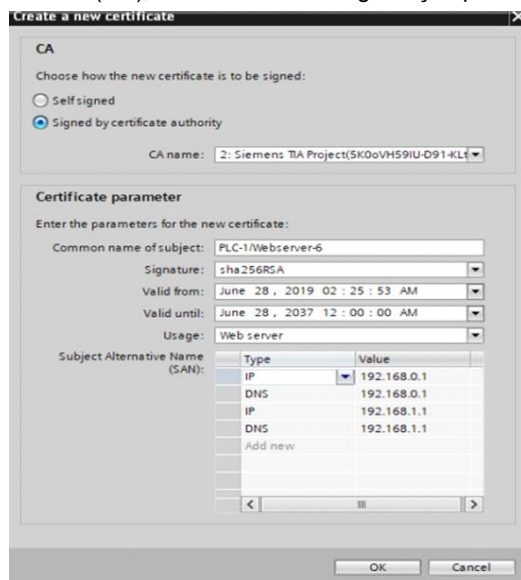 Create a new certificate
CA
Choose how the new certificate is to be signed:
Self signed
Signed by certificate authority
CA name: 2: Siemens TIA Project(5K0oVH59IU-D91-KLt
Certificate parameter
Enter the parameters for the new certificate:
Common name of subject: PLC-1/Webserver-6
Signature: sha256RSA
Valid from: June 28, 2019 02 : 25 : 53 AM
Valid until: June 28, 2037 12 : 00 : 00 AM
Usage: Web server
Subject Alternative Name (SAN):
Type Value
IP 192.168.0.1
DNS 192.168.0.1
IP 192.168.1.1
DNS 192.168.1.1
Add new
OK Cancel